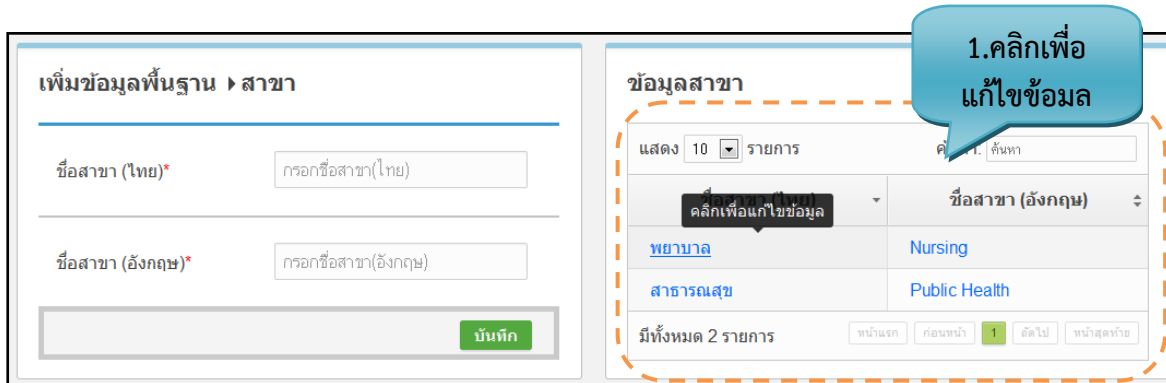 1.คลิกเพื่อ
แก้ไขข้อมล
เพิ่มข้อมูลพื้นฐาน ▸ สาขา
ชื่อสาขา (ไทย)*
กรอกชื่อสาขา(ไทย)
ชื่อสาขา (อังกฤษ)*
กรอกชื่อสาขา(อังกฤษ)
บันทึก
ข้อมูลสาขา
แสดง 10 รายการ
ค้นหา
ชื่อสาขา (อังกฤษ)
คลิกเพื่อแก้ไขข้อมูล
พยาบาล Nursing
สาธารณสุข Public Health
มีทั้งหมด 2 รายการ หน้าแรก ก่อนหน้า 1 ถัดไป หน้าสุดท้าย